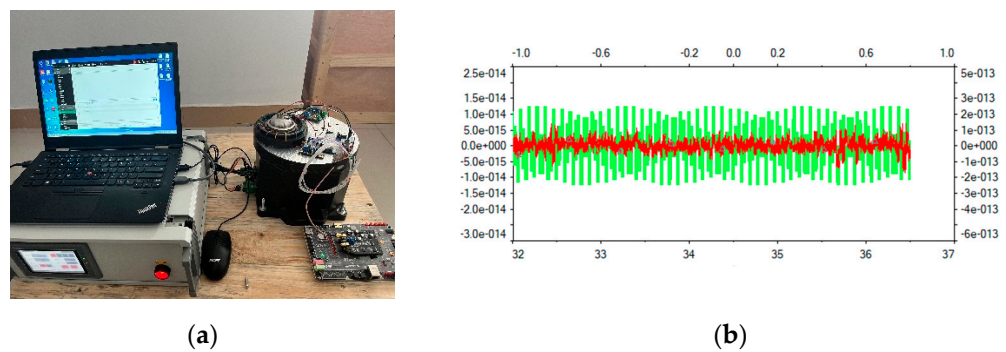 ThinkPad
-1.0 -0.6 -0.2 0.0 0.2 0.6 1.0
2.5e-014 5e-013
1.5e-014 3e-013
1.0e-014 2e-013
5.0e-015 1e-013
0.0e+000 0e+000
-5.0e-015 -1e-013
-1.0e-014 -2e-013
-1.5e-014 -3e-013
-2.0e-014 -4e-013
-3.0e-014 -6e-013
32 33 34 35 36 37
(a) (b)